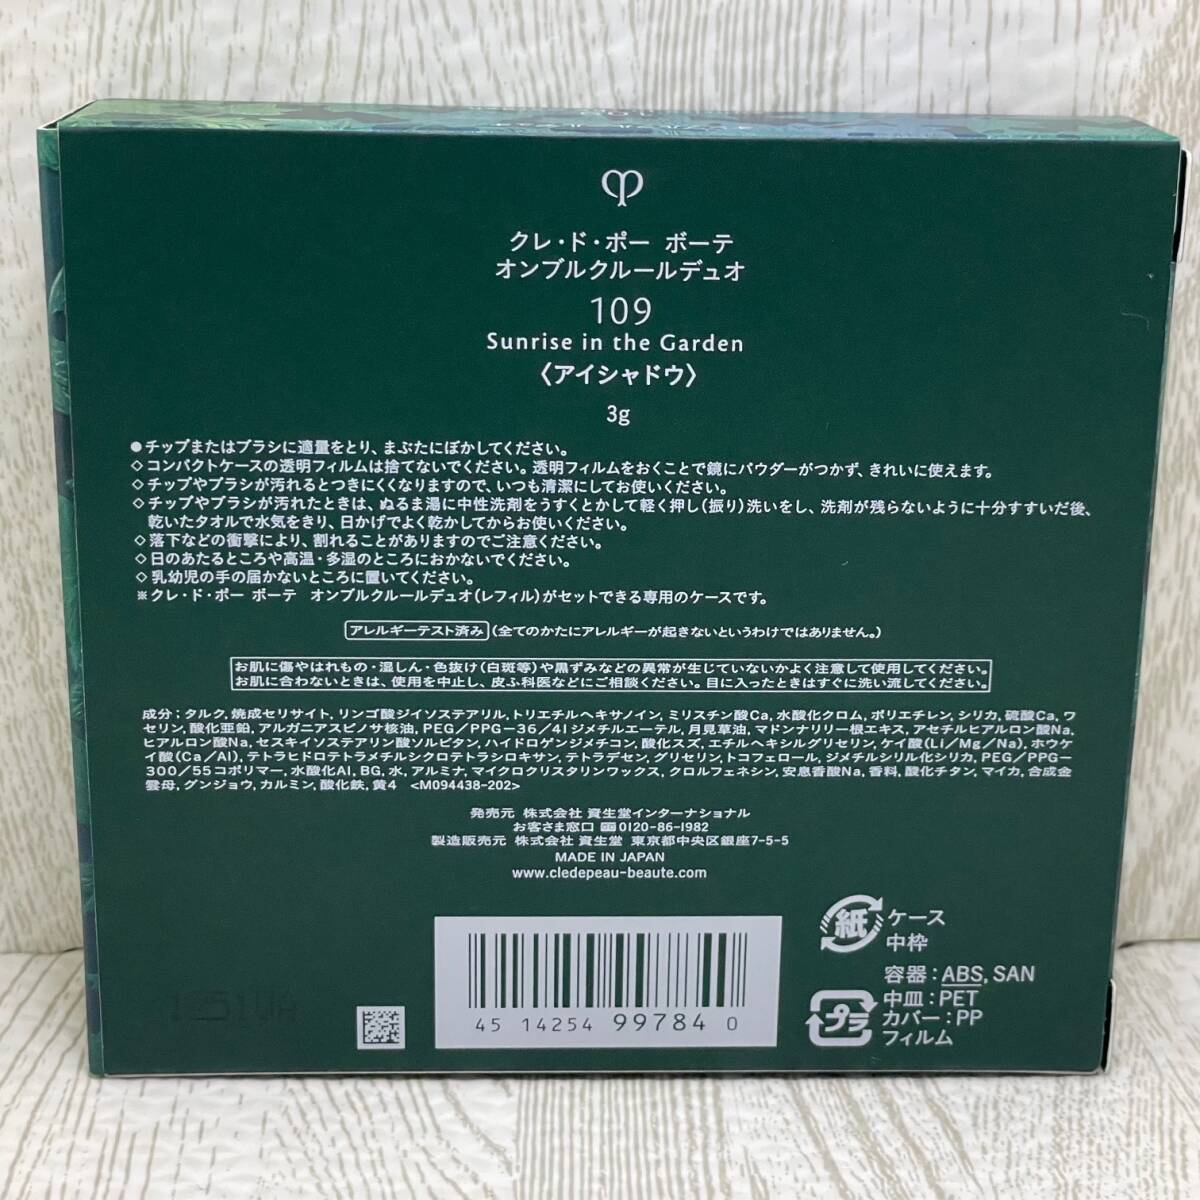 クレ・ド・ポー ボーテ
オンブルクルールデュオ
109
Sunrise in the Garden
〈アイシャドウ〉
3g
●チップまたはブラシに適量をとり、まぶたにぼかしてください。
◇コンパクトケースの透明フィルムは捨てないでください。透明フィルムをおくことで鏡にパウダーがつかず、きれいに使えます。
◇チップやブラシが汚れるとつきにくくなりますので、いつも清潔にしてお使いください。
◇チップやブラシが汚れたときは、ぬるま湯に中性洗剤をうすくとかして軽く押し(振り)洗いをし、洗剤が残らないように十分すすいだ後、
乾いたタオルで水気をきり、日かげでよく乾かしてからお使いください。
◇落下などの衝撃により、割れることがありますのでご注意ください。
◇日のあたるところや高温・多湿のところにおかないでください。
◇乳幼児の手の届かないところに置いてください。
※クレ・ド・ポー ボーテ オンブルクルールデュオ(レフィル)がセットできる専用のケースです。
アレルギーテスト済み(全てのかたにアレルギーが起きないというわけではありません。)
お肌に傷やはれもの・湿しん・色抜け(白斑等)や黒ずみなどの異常が生じていないかよく注意して使用してください。
お肌に合わないときは、使用を中止し、皮ふ科医などにご相談ください。目に入ったときはすぐに洗い流してください。
成分：タルク, 焼成セリサイト, リンゴ酸ジイソステアリル, トリエチルヘキサノイン, ミリスチン酸Ca, 水酸化クロム, ポリエチレン, シリカ, 硫酸Ca, ワ
セリン, 酸化亜鉛, アルガニアスピノサ核油, PEG/PPG-36/41ジメチルエーテル, 月見草油, マドンナリリー根エキス, アセチルヒアルロン酸Na,
ヒアルロン酸Na, セスキイソステアリン酸ソルビタン, ハイドロゲンジメチコン, 酸化スズ, エチルヘキシルグリセリン, ケイ酸(Li/Mg/Na), ホウケ
イ酸(Ca/Al), テトラヒドロテトラメチルシクロテトラシロキサン, テトラデセン, グリセリン, トコフェロール, ジメチルシリル化シリカ, PEG/PPG-
300/55コポリマー, 水酸化Al, BG, 水, アルミナ, マイクロクリスタリンワックス, クロルフェネシン, 安息香酸Na, 香料, 酸化チタン, マイカ, 合成金
雲母, グンジョウ, カルミン, 酸化鉄, 黄4 <M094438-202>
発売元 株式会社 資生堂インターナショナル
お客さま窓口 0120-86-1982
製造販売元 株式会社 資生堂 東京都中央区銀座7-5-5
MADE IN JAPAN
www.cledepeau-beaute.com
紙 ケース
中枠
容器：ABS, SAN
中皿：PET
カバー：PP
フィルム
プラ
45 14254 99784 0